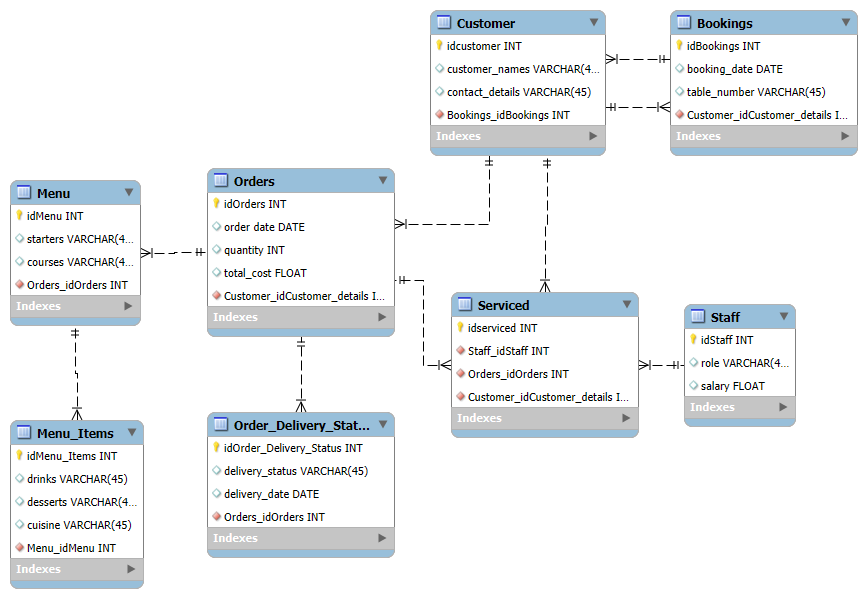 Customer
idcustomer INT
customer_names VARCHAR(4...
contact_details VARCHAR(45)
Bookings_idBookings INT
Indexes
Bookings
idBookings INT
booking_date DATE
table_number VARCHAR(45)
Customer_idCustomer_details I...
Indexes
Menu
idMenu INT
starters VARCHAR(4...
courses VARCHAR(4...
Orders_idOrders INT
Indexes
Orders
idOrders INT
order date DATE
quantity INT
total_cost FLOAT
Customer_idCustomer_details I...
Indexes
Serviced
idserviced INT
Staff_idStaff INT
Orders_idOrders INT
Customer_idCustomer_details I...
Indexes
Staff
idStaff INT
role VARCHAR(4...
salary FLOAT
Indexes
Menu_Items
idMenu_Items INT
drinks VARCHAR(45)
desserts VARCHAR(4...
cuisine VARCHAR(45)
Menu_idMenu INT
Indexes
Order_Delivery_Stat...
idOrder_Delivery_Status INT
delivery_status VARCHAR(45)
delivery_date DATE
Orders_idOrders INT
Indexes